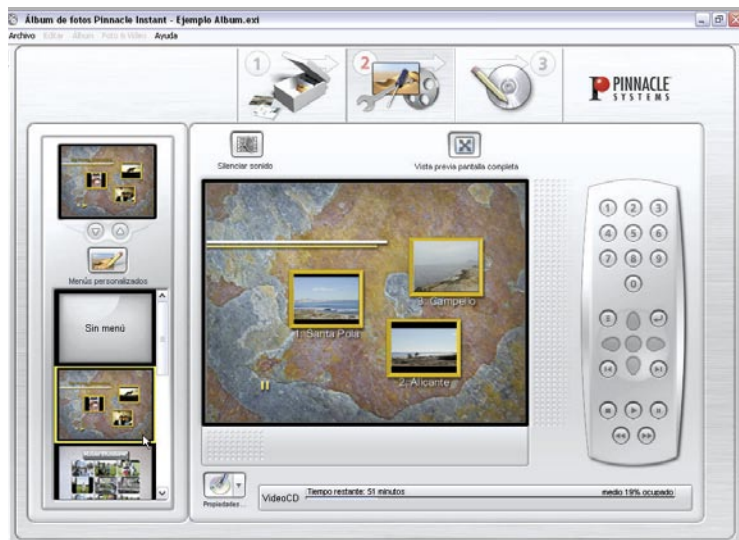 Álbum de fotos Pinnacle Instant - Ejemplo Album.exi
Archivo Editar Álbum Foto & Video Ayuda
1 2 3
PINNACLE
SYSTEMS
Silenciar sonido
Vista previa pantalla completa
Menús personalizados
Sin menú
3. Campello
1. Santa Pola
2. Alicante
1 2 3
4 5 6
7 8 9
0
Propiedades...
VideoCD
Tiempo restante: 51 minutos
medio 19% ocupado